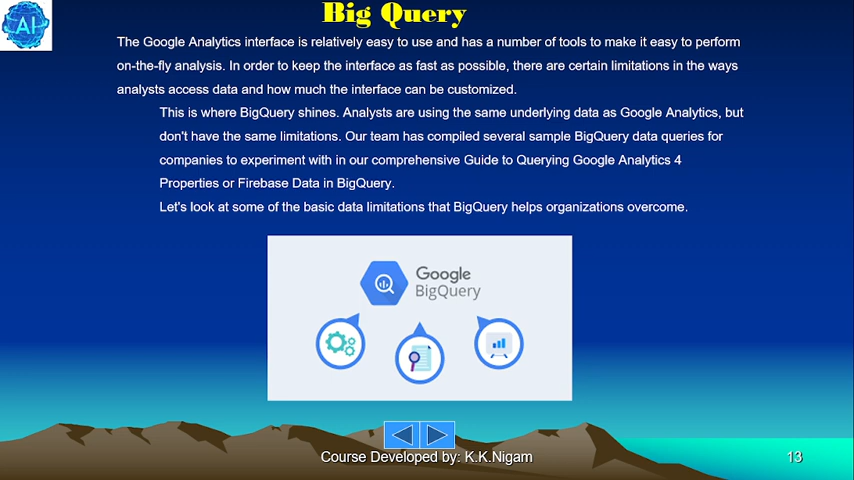 AI
Big Query
The Google Analytics interface is relatively easy to use and has a number of tools to make it easy to perform
on-the-fly analysis. In order to keep the interface as fast as possible, there are certain limitations in the ways
analysts access data and how much the interface can be customized.
This is where BigQuery shines. Analysts are using the same underlying data as Google Analytics, but
don't have the same limitations. Our team has compiled several sample BigQuery data queries for
companies to experiment with in our comprehensive Guide to Querying Google Analytics 4
Properties or Firebase Data in BigQuery.
Let's look at some of the basic data limitations that BigQuery helps organizations overcome.
Google
BigQuery
Course Developed by: K.K.Nigam
13